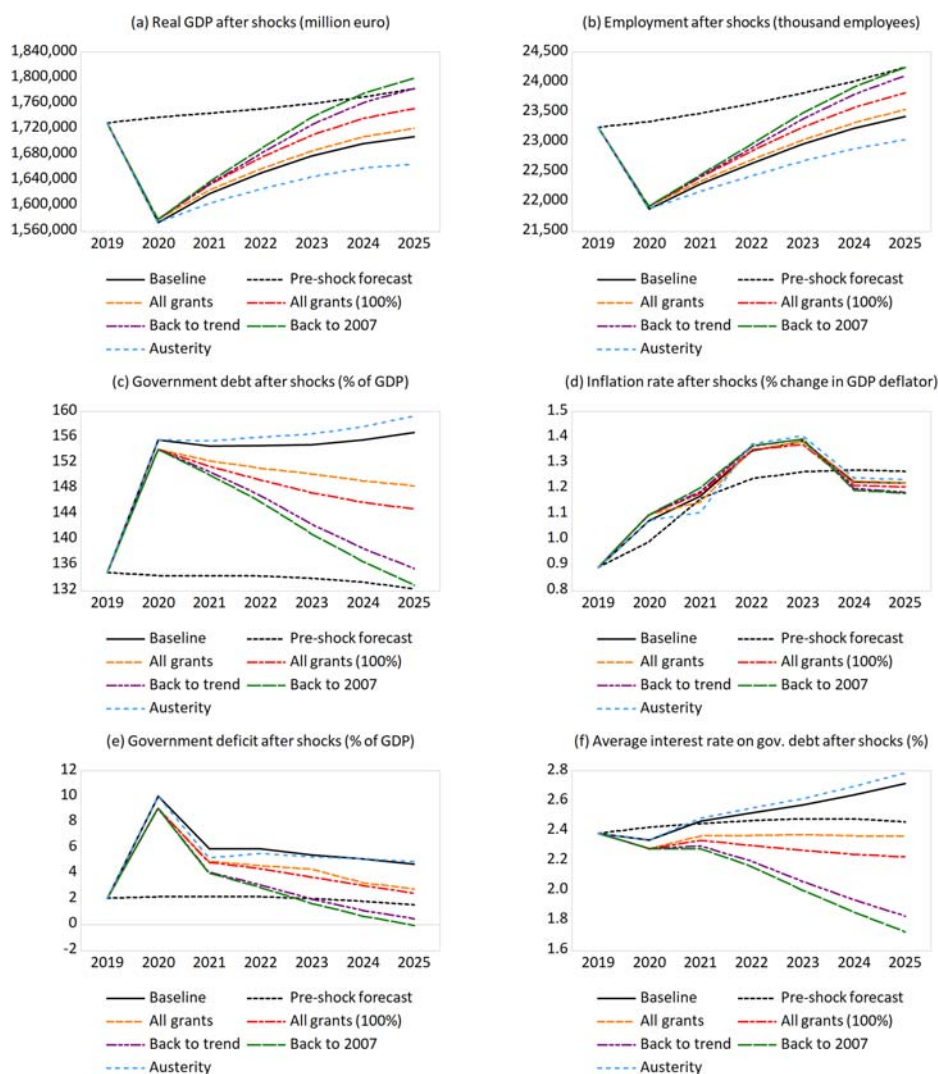 (a) Real GDP after shocks (million euro)
1,840,000
1,800,000
1,760,000
1,720,000
1,680,000
1,640,000
1,600,000
1,560,000
2019 2020 2021 2022 2023 2024 2025
Baseline Pre-shock forecast
All grants All grants (100%)
Back to trend Back to 2007
Austerity
(b) Employment after shocks (thousand employees)
24,500
24,000
23,500
23,000
22,500
22,000
21,500
2019 2020 2021 2022 2023 2024 2025
Baseline Pre-shock forecast
All grants All grants (100%)
Back to trend Back to 2007
Austerity
(c) Government debt after shocks (% of GDP)
160
156
152
148
144
140
136
132
2019 2020 2021 2022 2023 2024 2025
Baseline Pre-shock forecast
All grants All grants (100%)
Back to trend Back to 2007
Austerity
(d) Inflation rate after shocks (% change in GDP deflator)
1.5
1.4
1.3
1.2
1.1
1.0
0.9
0.8
2019 2020 2021 2022 2023 2024 2025
Baseline Pre-shock forecast
All grants All grants (100%)
Back to trend Back to 2007
Austerity
(e) Government deficit after shocks (% of GDP)
12
10
8
6
4
2
0
-2
2019 2020 2021 2022 2023 2024 2025
Baseline Pre-shock forecast
All grants All grants (100%)
Back to trend Back to 2007
Austerity
(f) Average interest rate on gov. debt after shocks (%)
2.8
2.6
2.4
2.2
2.0
1.8
1.6
2019 2020 2021 2022 2023 2024 2025
Baseline Pre-shock forecast
All grants All grants (100%)
Back to trend Back to 2007
Austerity